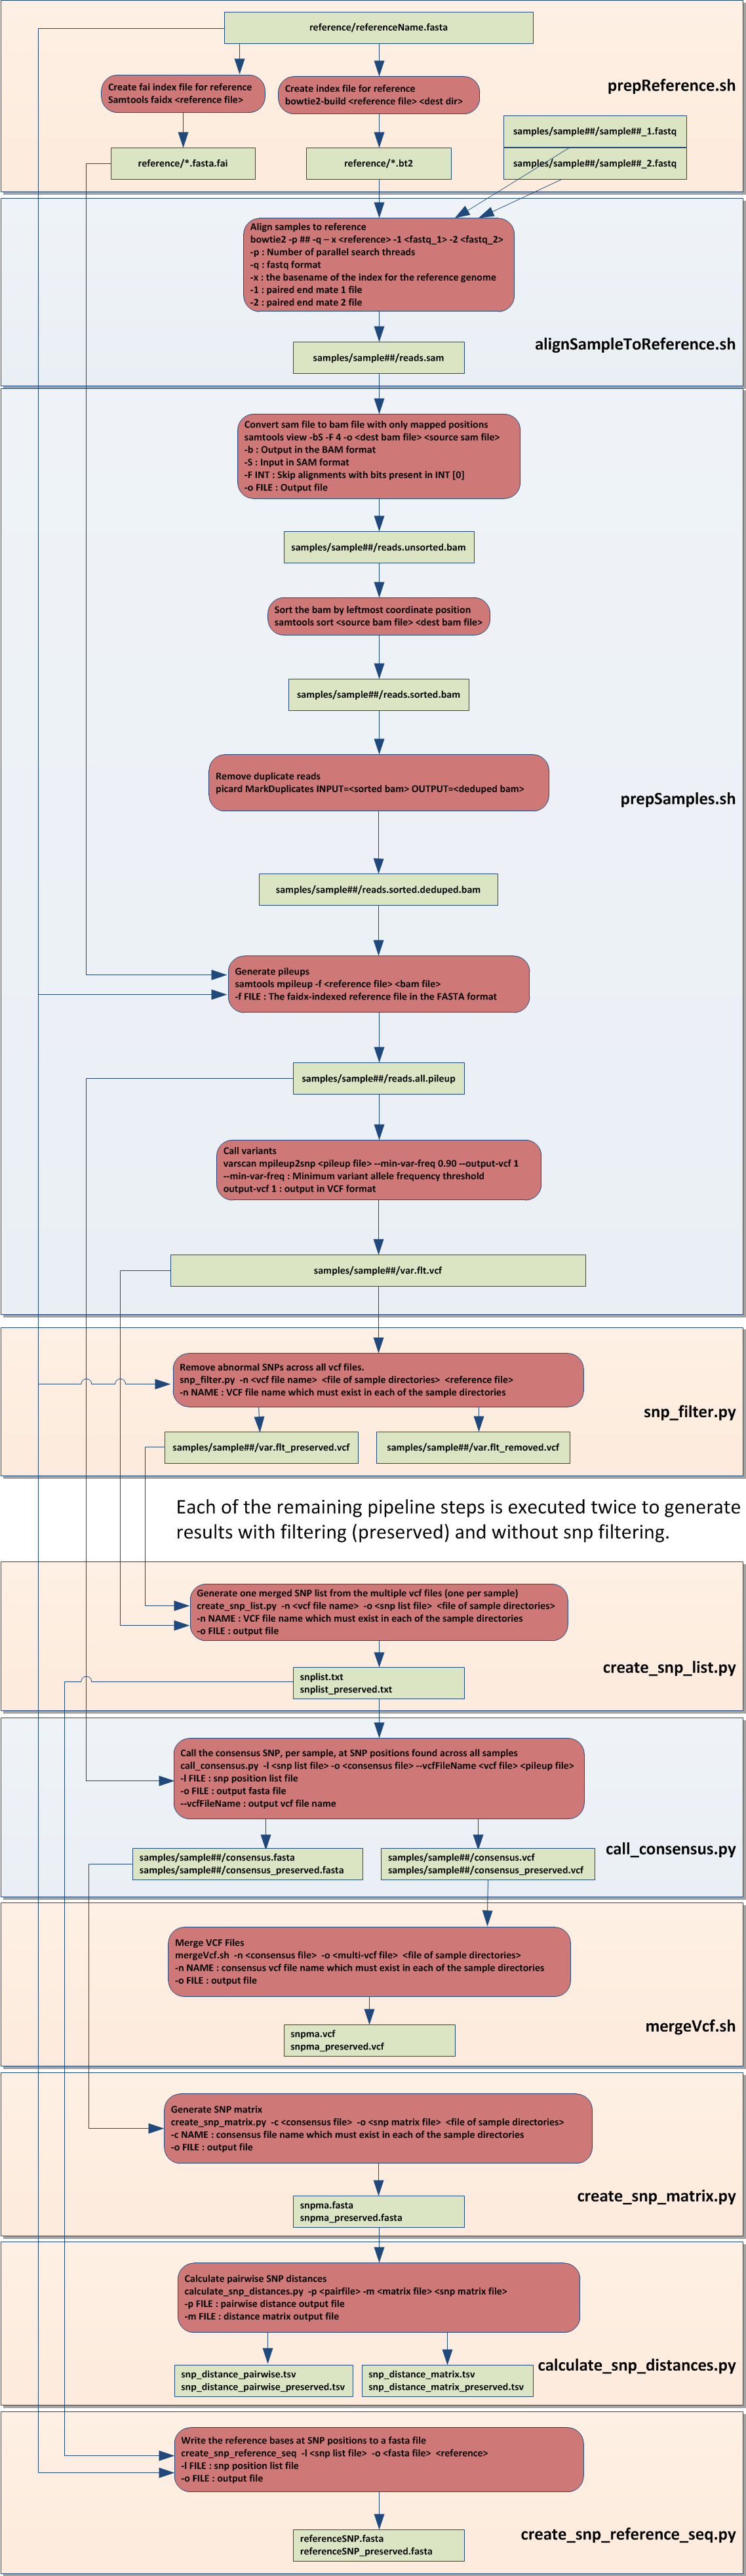 reference/referenceName.fasta
prepReference.sh
Create fai index file for reference
Samtools faidx <reference file>
Create index file for reference
bowtie2-build <reference file> <dest dir>
samples/sample##/sample##_1.fastq
reference/*.fasta.fai
reference/*.bt2
samples/sample##/sample##_2.fastq
Align samples to reference
bowtie2 -p ## -q – x <reference> -1 <fastq_1> -2 <fastq_2>
-p : Number of parallel search threads
-q : fastq format
-x : the basename of the index for the reference genome
-1 : paired end mate 1 file
-2 : paired end mate 2 file
alignSampleToReference.sh
samples/sample##/reads.sam
Convert sam file to bam file with only mapped positions
samtools view -bS -F 4 -o <dest bam file> <source sam file>
-b : Output in the BAM format
-S : Input in SAM format
-F INT : Skip alignments with bits present in INT [0]
-o FILE : Output file
samples/sample##/reads.unsorted.bam
Sort the bam by leftmost coordinate position
samtools sort <source bam file> <dest bam file>
samples/sample##/reads.sorted.bam
Remove duplicate reads
picard MarkDuplicates INPUT=<sorted bam> OUTPUT=<deduped bam>
prepSamples.sh
samples/sample##/reads.sorted.deduped.bam
Generate pileups
samtools mpileup -f <reference file> <bam file>
-f FILE : The faidx-indexed reference file in the FASTA format
samples/sample##/reads.all.pileup
Call variants
varscan mpileup2snp <pileup file> --min-var-freq 0.90 --output-vcf 1
--min-var-freq : Minimum variant allele frequency threshold
output-vcf 1 : output in VCF format
samples/sample##/var.flt.vcf
Remove abnormal SNPs across all vcf files.
snp_filter.py -n <vcf file name> <file of sample directories> <reference file>
-n NAME : VCF file name which must exist in each of the sample directories
snp_filter.py
samples/sample##/var.flt_preserved.vcf
samples/sample##/var.flt_removed.vcf
Each of the remaining pipeline steps is executed twice to generate
results with filtering (preserved) and without snp filtering.
Generate one merged SNP list from the multiple vcf files (one per sample)
create_snp_list.py -n <vcf file name> -o <snp list file> <file of sample directories>
-n NAME : VCF file name which must exist in each of the sample directories
-o FILE : output file
create_snp_list.py
snplist.txt
snplist_preserved.txt
Call the consensus SNP, per sample, at SNP positions found across all samples
call_consensus.py -l <snp list file> -o <consensus file> --vcfFileName <vcf file> <pileup file>
-l FILE : snp position list file
-o FILE : output fasta file
--vcfFileName : output vcf file name
call_consensus.py
samples/sample##/consensus.fasta
samples/sample##/consensus_preserved.fasta
samples/sample##/consensus.vcf
samples/sample##/consensus_preserved.vcf
Merge VCF Files
mergeVcf.sh -n <consensus file> -o <multi-vcf file> <file of sample directories>
-n NAME : consensus vcf file name which must exist in each of the sample directories
-o FILE : output file
mergeVcf.sh
snpma.vcf
snpma_preserved.vcf
Generate SNP matrix
create_snp_matrix.py -c <consensus file> -o <snp matrix file> <file of sample directories>
-c NAME : consensus file name which must exist in each of the sample directories
-o FILE : output file
create_snp_matrix.py
snpma.fasta
snpma_preserved.fasta
Calculate pairwise SNP distances
calculate_snp_distances.py -p <pairfile> -m <matrix file> <snp matrix file>
-p FILE : pairwise distance output file
-m FILE : distance matrix output file
calculate_snp_distances.py
snp_distance_pairwise.tsv
snp_distance_pairwise_preserved.tsv
snp_distance_matrix.tsv
snp_distance_matrix_preserved.tsv
Write the reference bases at SNP positions to a fasta file
create_snp_reference_seq -l <snp list file> -o <fasta file> <reference>
-l FILE : snp position list file
-o FILE : output file
create_snp_reference_seq.py
referenceSNP.fasta
referenceSNP_preserved.fasta